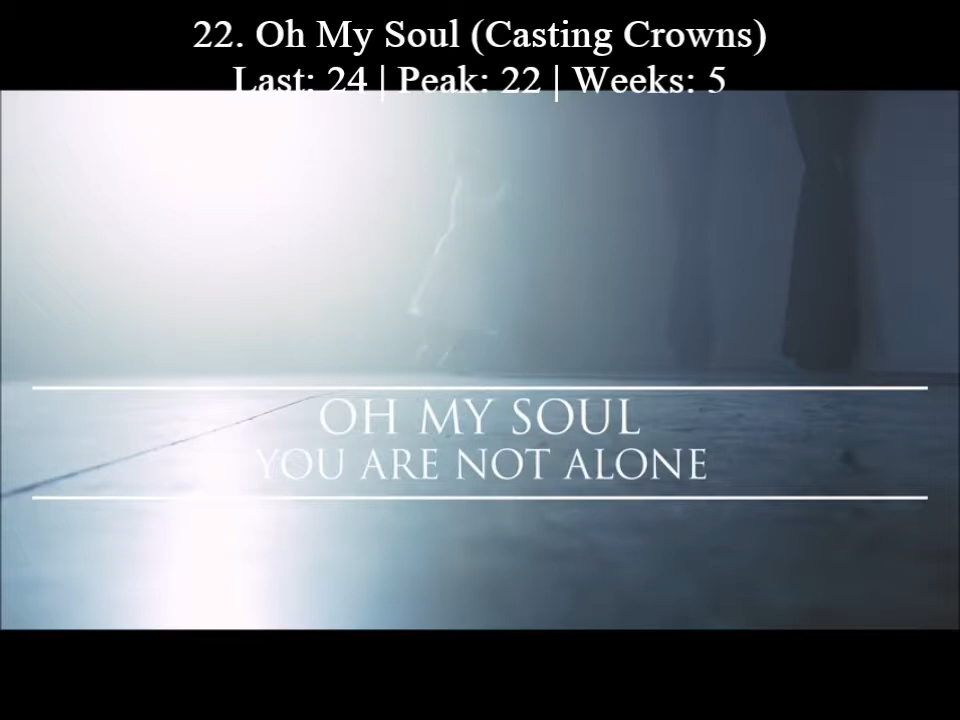 22. Oh My Soul (Casting Crowns)
Last: 24 | Peak: 22 | Weeks: 5
OH MY SOUL
YOU ARE NOT ALONE